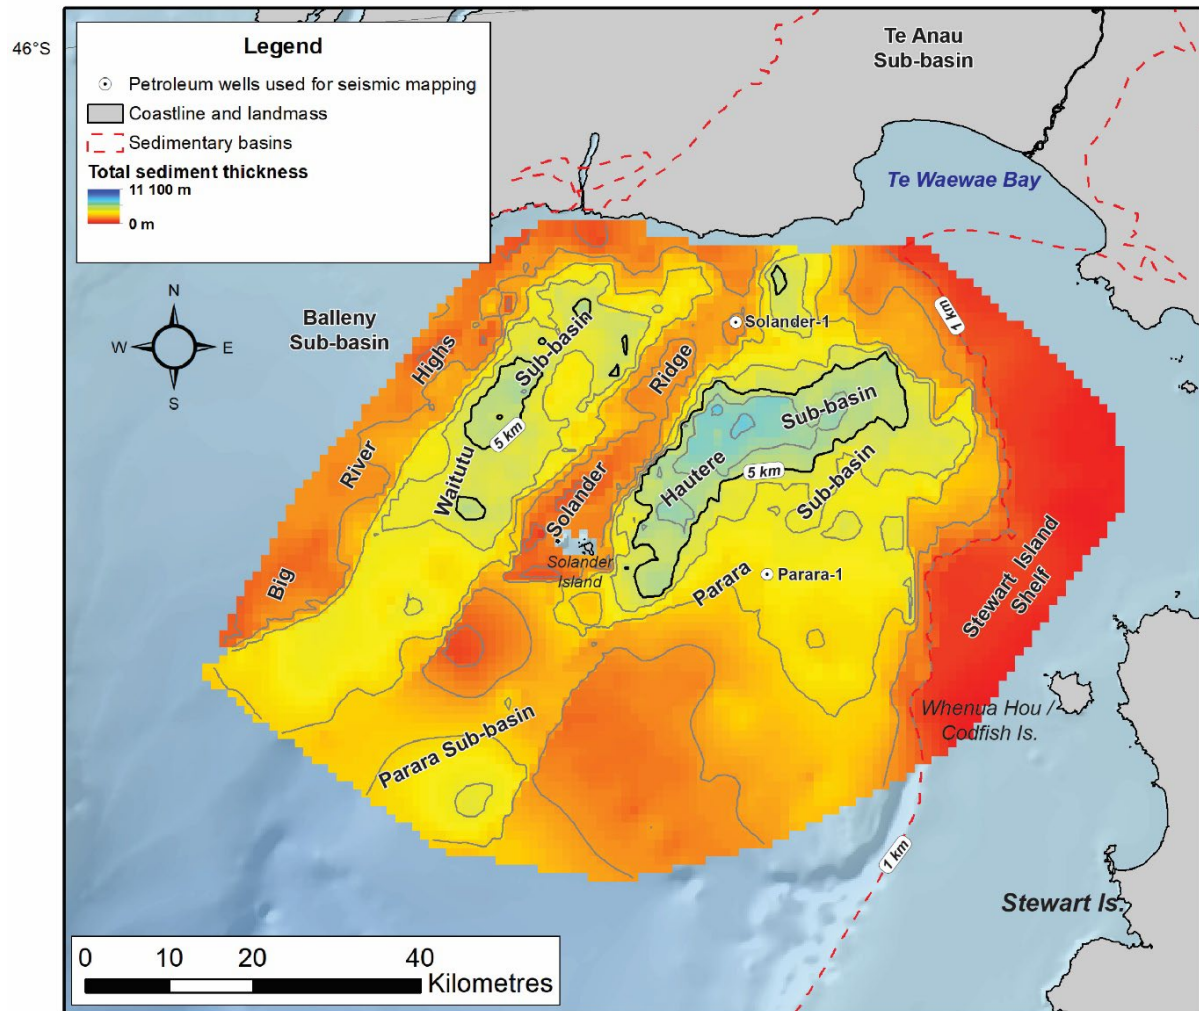 46°S
Legend
Petroleum wells used for seismic mapping
Coastline and landmass
Sedimentary basins
Total sediment thickness
11 100 m
0 m
Te Anau
Sub-basin
Te Waewae Bay
N
W
E
S
Balleny
Sub-basin
1 km
Solander-1
Big
River
Highs
Waitutu
Sub-basin
5 km
Solander
Ridge
Hautere
Sub-basin
5 km
Parara
Sub-basin
Solander
Island
Parara-1
Stewart Island
Shelf
Parara Sub-basin
Whenua Hou /
Codfish Is.
1 km
Stewart Is.
0
10
20
40
Kilometres